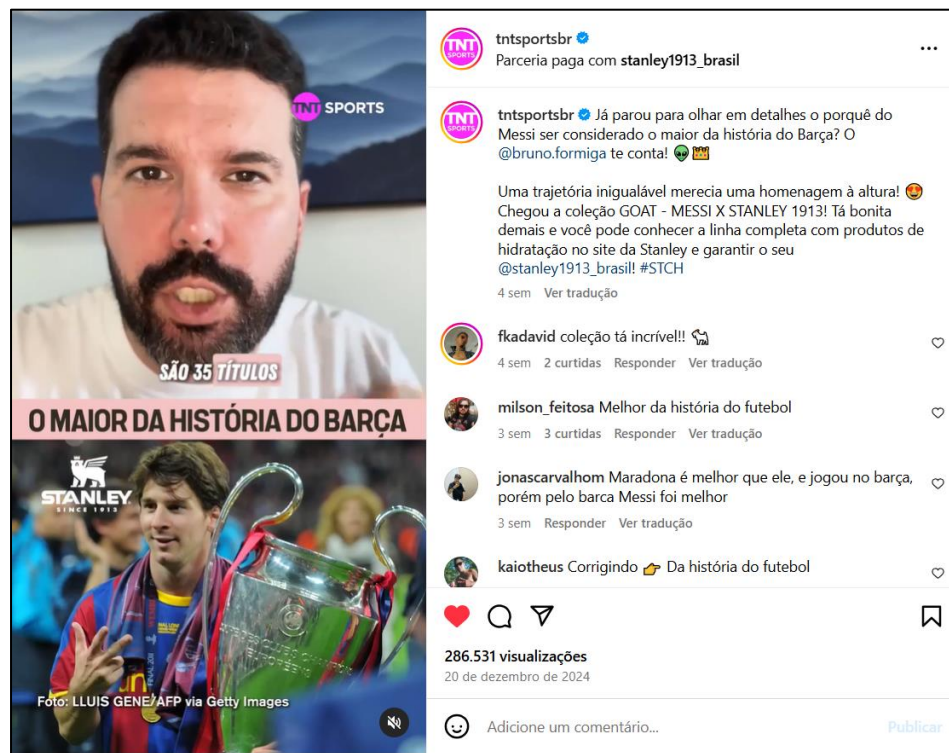 TNT SPORTS
SÃO 35 TÍTULOS
O MAIOR DA HISTÓRIA DO BARÇA
STANLEY
SINCE 1913
Foto: LLUIS GENE/AFP via Getty Images
TNT SPORTS
tntsportsbr
Parceria paga com stanley1913_brasil
TNT SPORTS
tntsportsbr Já parou para olhar em detalhes o porquê do
Messi ser considerado o maior da história do Barça? O
@bruno.formiga te conta! 👽👑
Uma trajetória inigualável merecia uma homenagem à altura! 😍
Chegou a coleção GOAT - MESSI X STANLEY 1913! Tá bonita
demais e você pode conhecer a linha completa com produtos de
hidratação no site da Stanley e garantir o seu
@stanley1913_brasil! #STCH
4 sem Ver tradução
fkadavid coleção tá incrível!! 🐐
4 sem 2 curtidas Responder Ver tradução
milson_feitosa Melhor da história do futebol
3 sem 3 curtidas Responder Ver tradução
jonascarvalhom Maradona é melhor que ele, e jogou no barça,
porém pelo barca Messi foi melhor
3 sem Responder Ver tradução
kaiotheus Corrigindo 👉 Da história do futebol
286.531 visualizações
20 de dezembro de 2024
Adicione um comentário...
Publicar